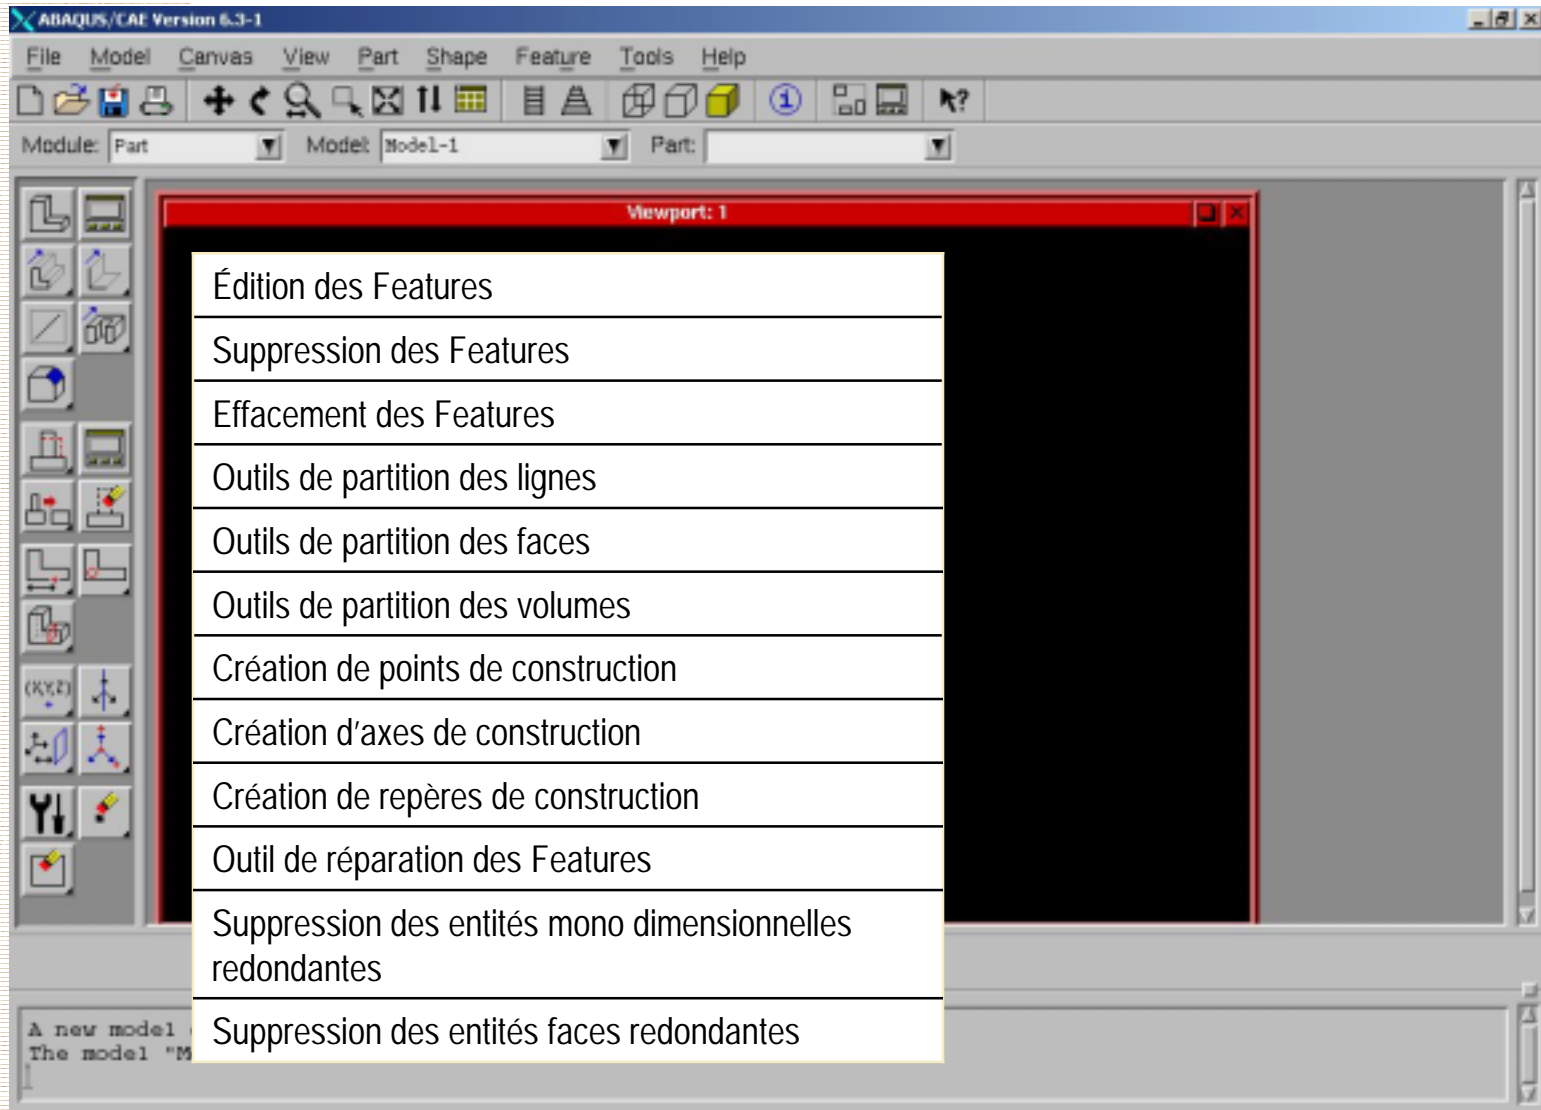 ABAQUS/CAE Version 6.3-1
File Model Canvas View Part Shape Feature Tools Help
Module: Part Model: Model-1 Part:
Viewport: 1
Édition des Features
Suppression des Features
Effacement des Features
Outils de partition des lignes
Outils de partition des faces
Outils de partition des volumes
(X,Y,Z)
Création de points de construction
Création d'axes de construction
Création de repères de construction
Outil de réparation des Features
Suppression des entités mono dimensionnelles
redondantes
Suppression des entités faces redondantes
A new model
The model "M